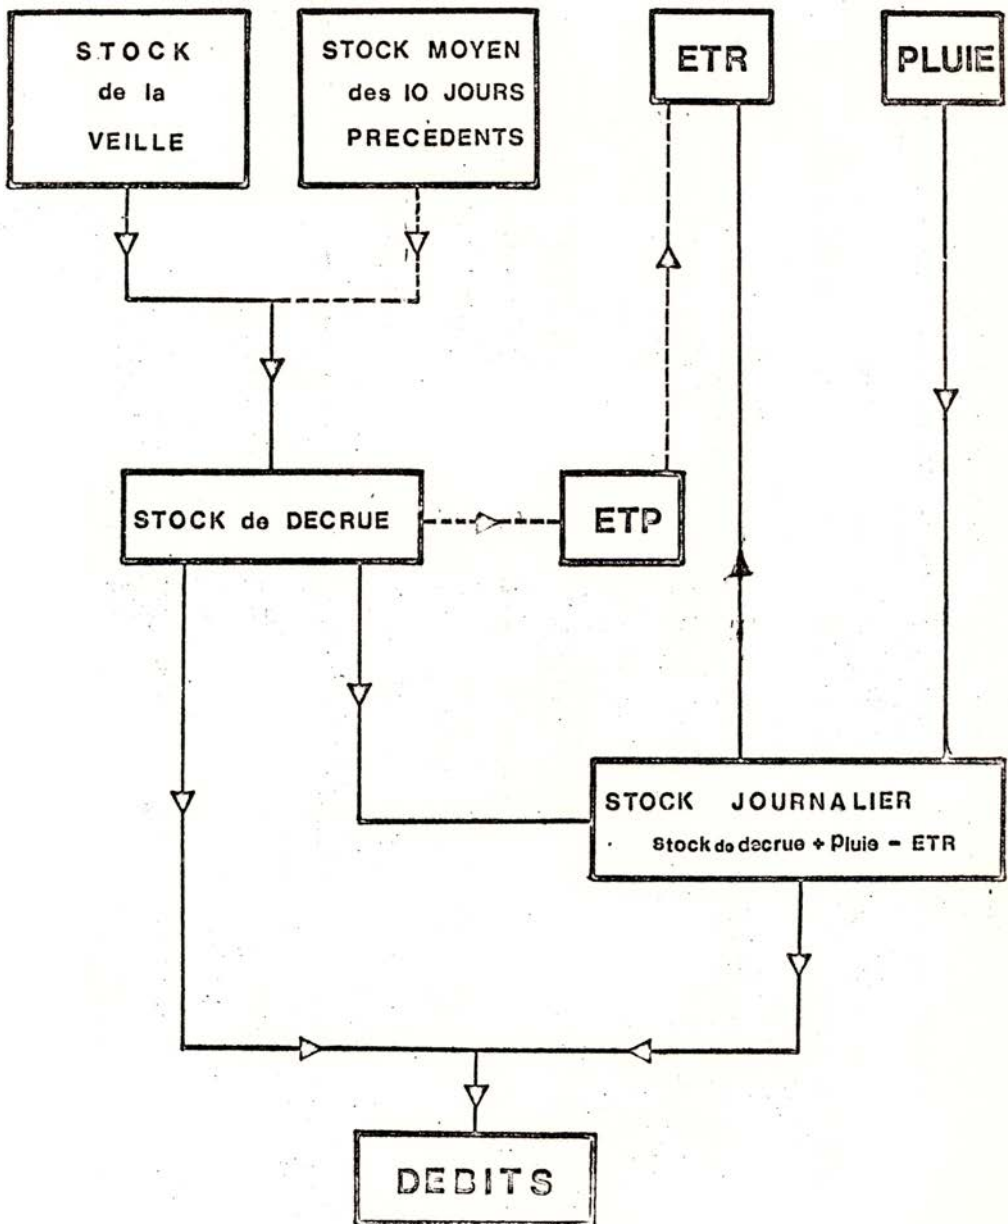 STOCK
de la
VEILLE
STOCK MOYEN
des 10 JOURS
PRECEDENTS
ETR
PLUIE
STOCK de DECRUE
ETP
STOCK JOURNALIER
Stock de decrue + Pluie - ETR
DEBITS